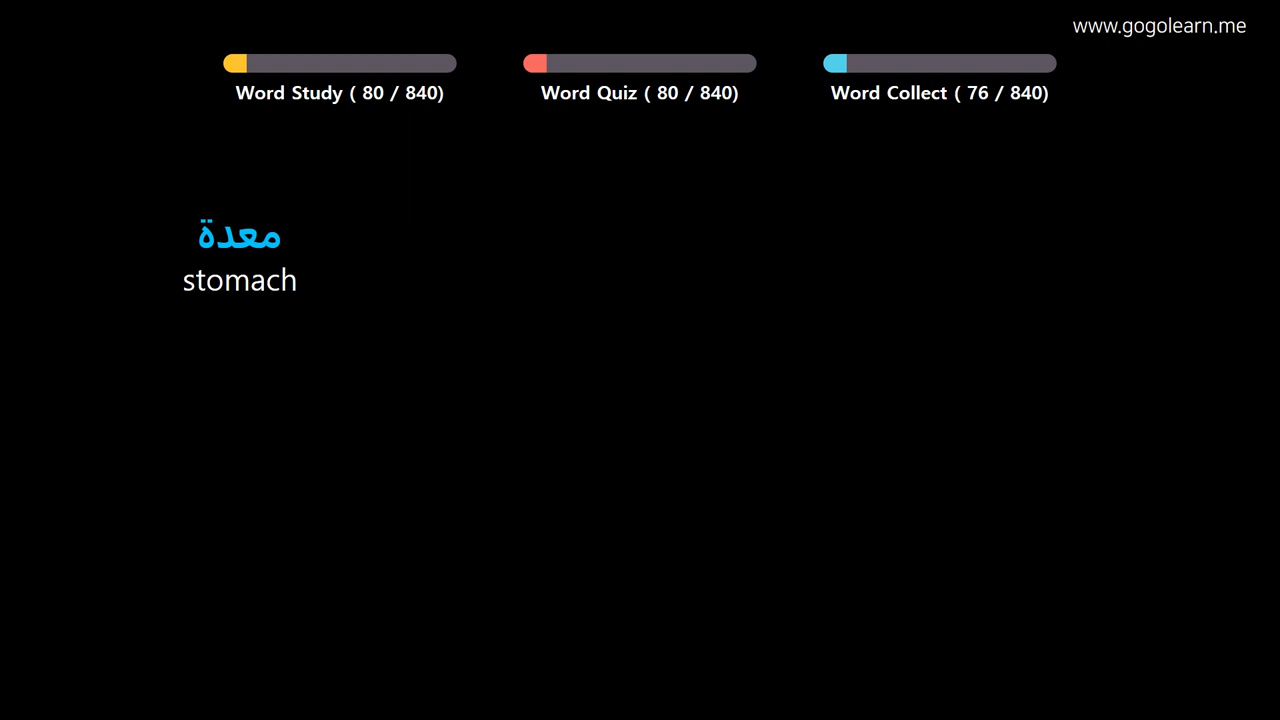 www.gogolearn.me
Word Study ( 80 / 840)
Word Quiz ( 80 / 840)
Word Collect ( 76 / 840)
معدة
stomach